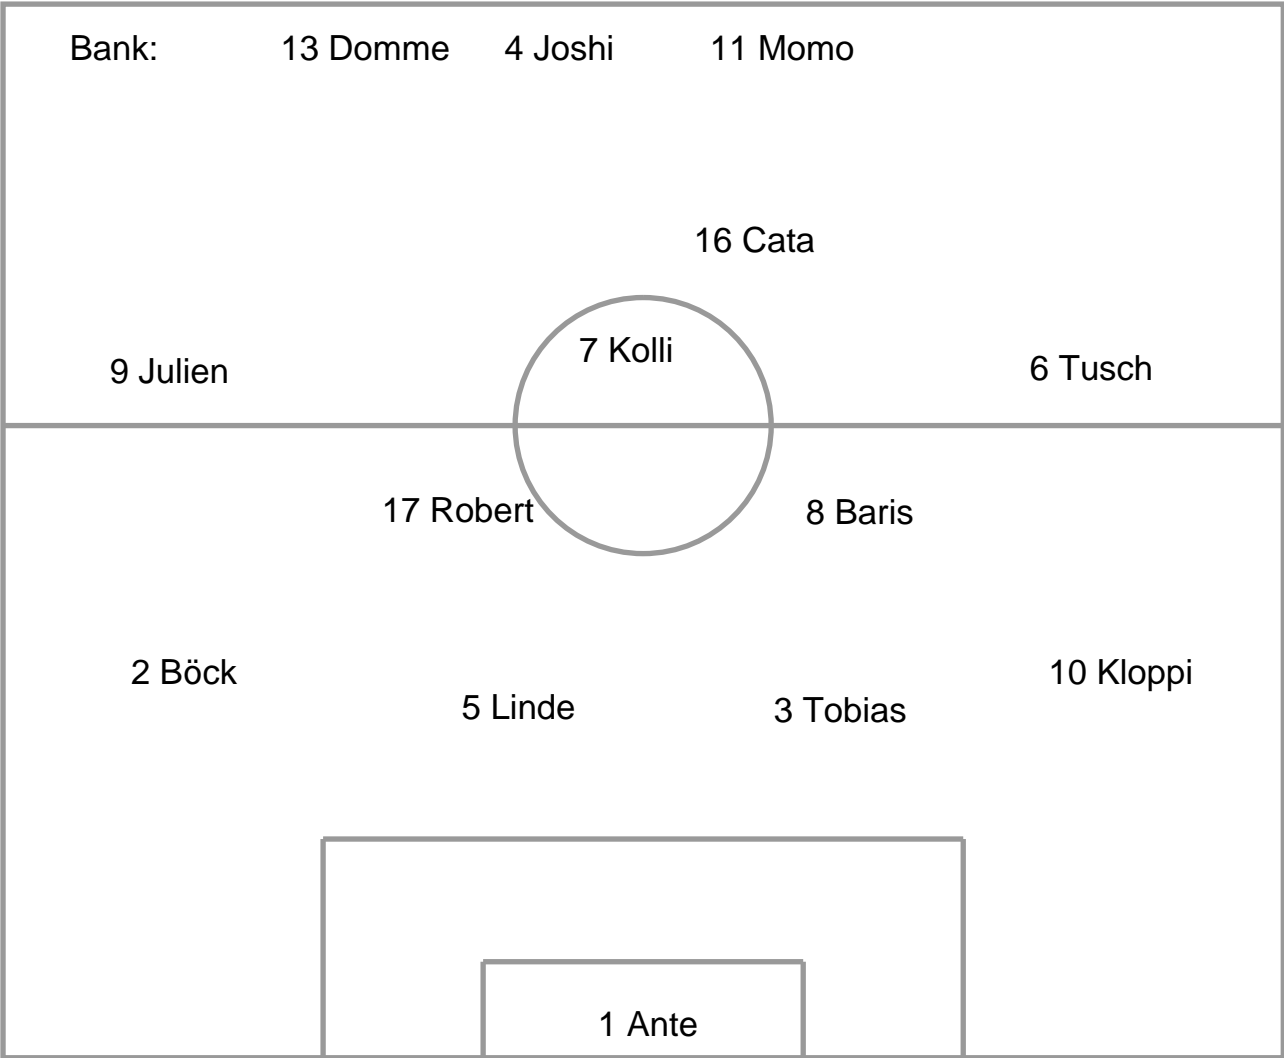 Bank: 13 Domme 4 Joshi 11 Momo
16 Cata
7 Kolli
9 Julien 6 Tusch
17 Robert 8 Baris
2 Böck 10 Kloppi
5 Linde 3 Tobias
1 Ante